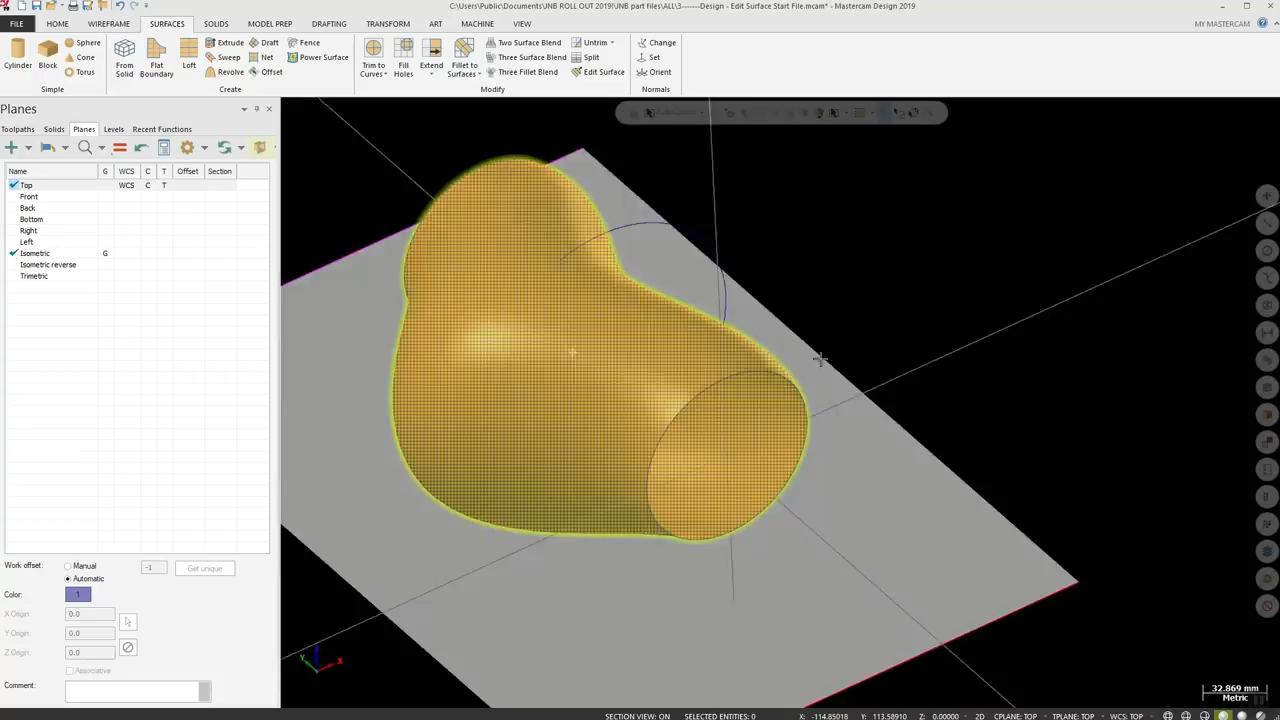 C:\Users\Public\Documents\INB ROLL OUT 2019\INB part files\ALL\3-------Design - Edit Surface Start File.mcam* - Mastercam Design 2019
FILE HOME WIREFRAME SURFACES SOLIDS MODEL PREP DRAFTING TRANSFORM ART MACHINE VIEW MY MASTERCAM
Sphere Extrude Draft Fence Two Surface Blend Untrim Change
Cone Sweep Net Power Surface Three Surface Blend Split Set
Torus Revolve Offset Three Fillet Blend Edit Surface Orient
Cylinder Block From Solid Flat Boundary Loft Trim to Curves Fill Holes Extend Fillet to Surfaces
Simple Create Modify Normals
Planes
Toolpaths Solids Planes Levels Recent Functions
Name G WCS C T Offset Section
Top WCS C T
Front
Back
Bottom
Right
Left
Isometric G
Isometric reverse
Trimetric
Work offset: Manual -1 Get unique
Automatic
Color: 1
X Origin: 0.0
Y Origin: 0.0
Z Origin: 0.0
Associative
Comment:
Y X
32.869 mm
Metric
SECTION VIEW: ON SELECTED ENTITIES: 0 X: -114.85018 Y: 113.58910 Z: 0.00000 2D CPLANE: TOP TPLANE: TOP WCS: TOP